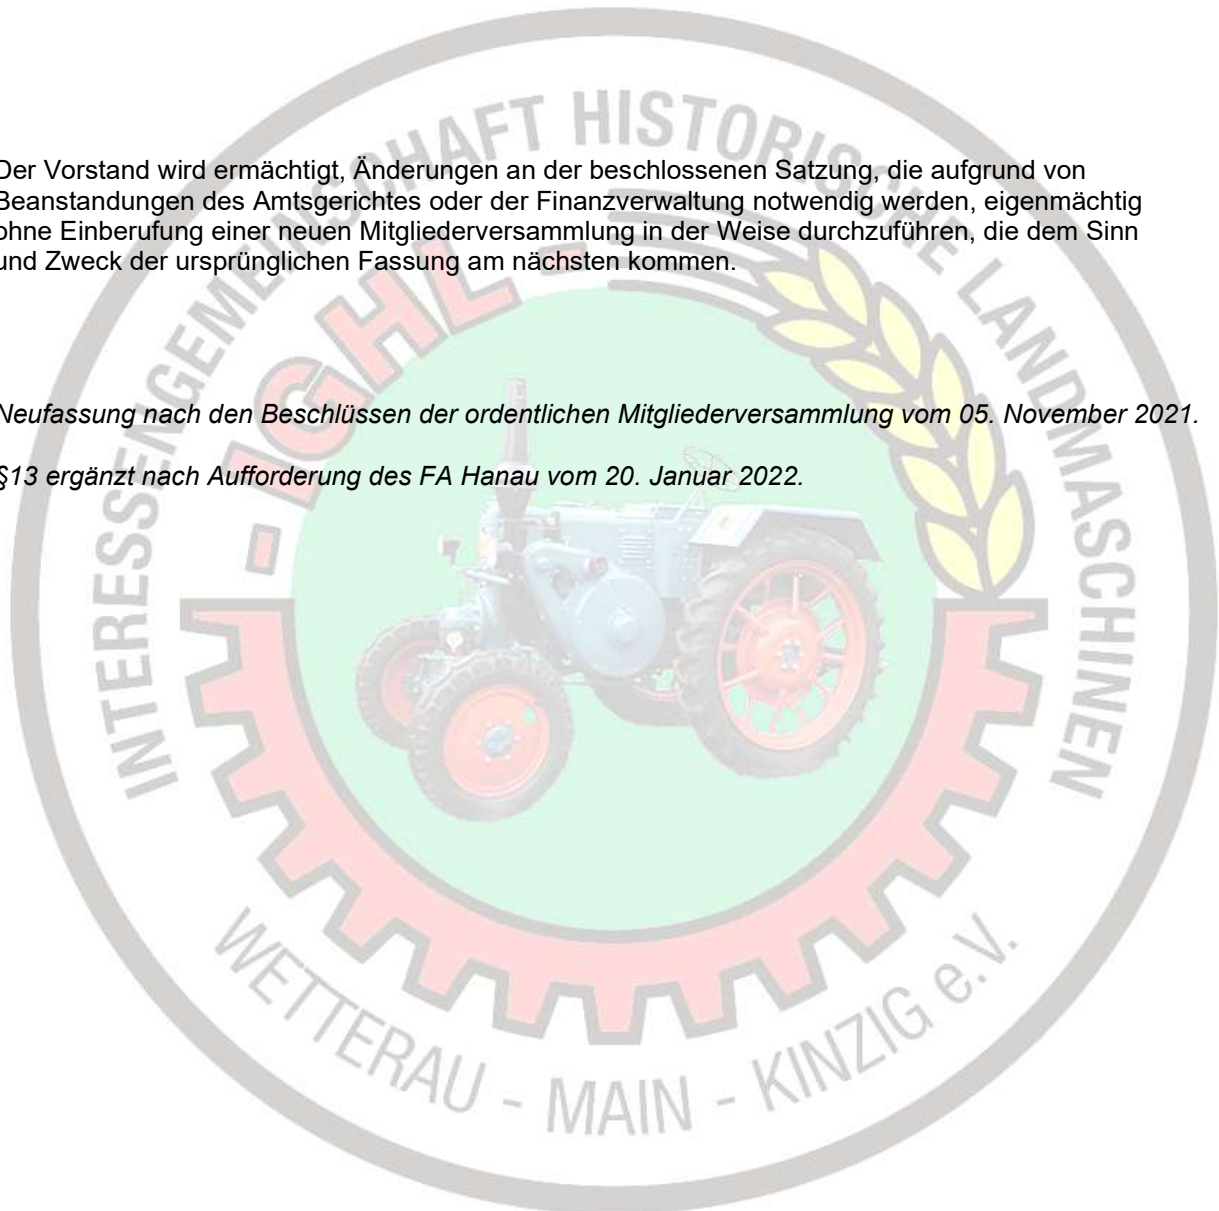 Der Vorstand wird ermächtigt, Änderungen an der beschlossenen Satzung, die aufgrund von
Beanstandungen des Amtsgerichtes oder der Finanzverwaltung notwendig werden, eigenmächtig
ohne Einberufung einer neuen Mitgliederversammlung in der Weise durchzuführen, die dem Sinn
und Zweck der ursprünglichen Fassung am nächsten kommen.
Neufassung nach den Beschlüssen der ordentlichen Mitgliederversammlung vom 05. November 2021.
§13 ergänzt nach Aufforderung des FA Hanau vom 20. Januar 2022.
INTERESSENGEMEINSCHAFT HISTORISCHE LANDMASCHINEN
- IGHL -
WETTERAU - MAIN - KINZIG e.V.